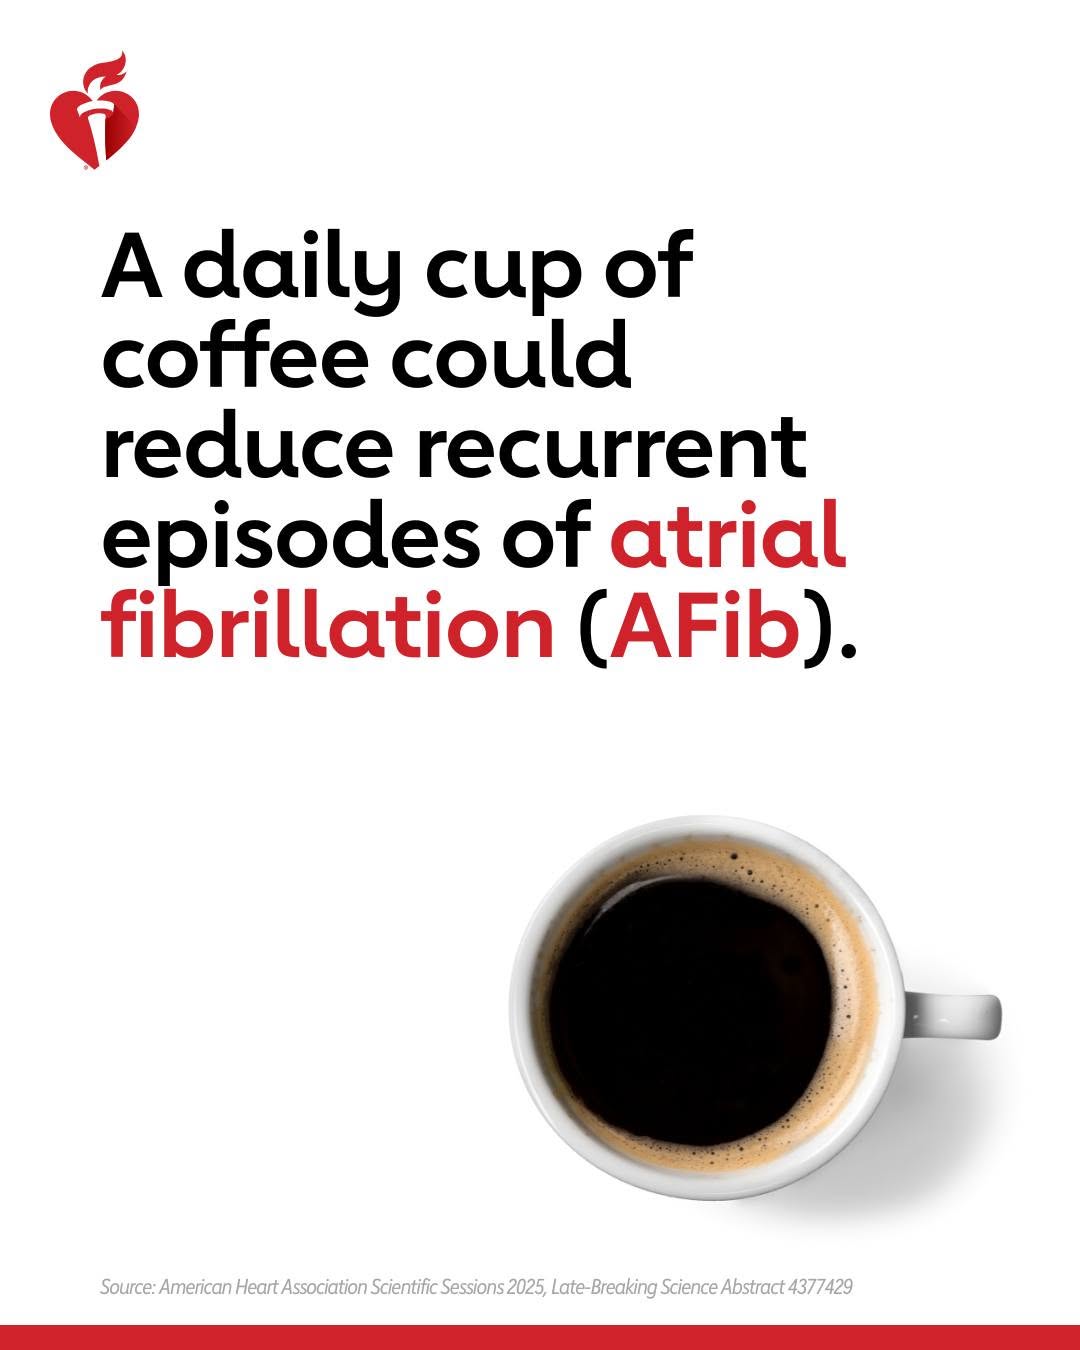 A daily cup of
coffee could
reduce recurrent
episodes of atrial
fibrillation (AFib).
Source: American Heart Association Scientific Sessions 2025, Late-Breaking Science Abstract 4377429